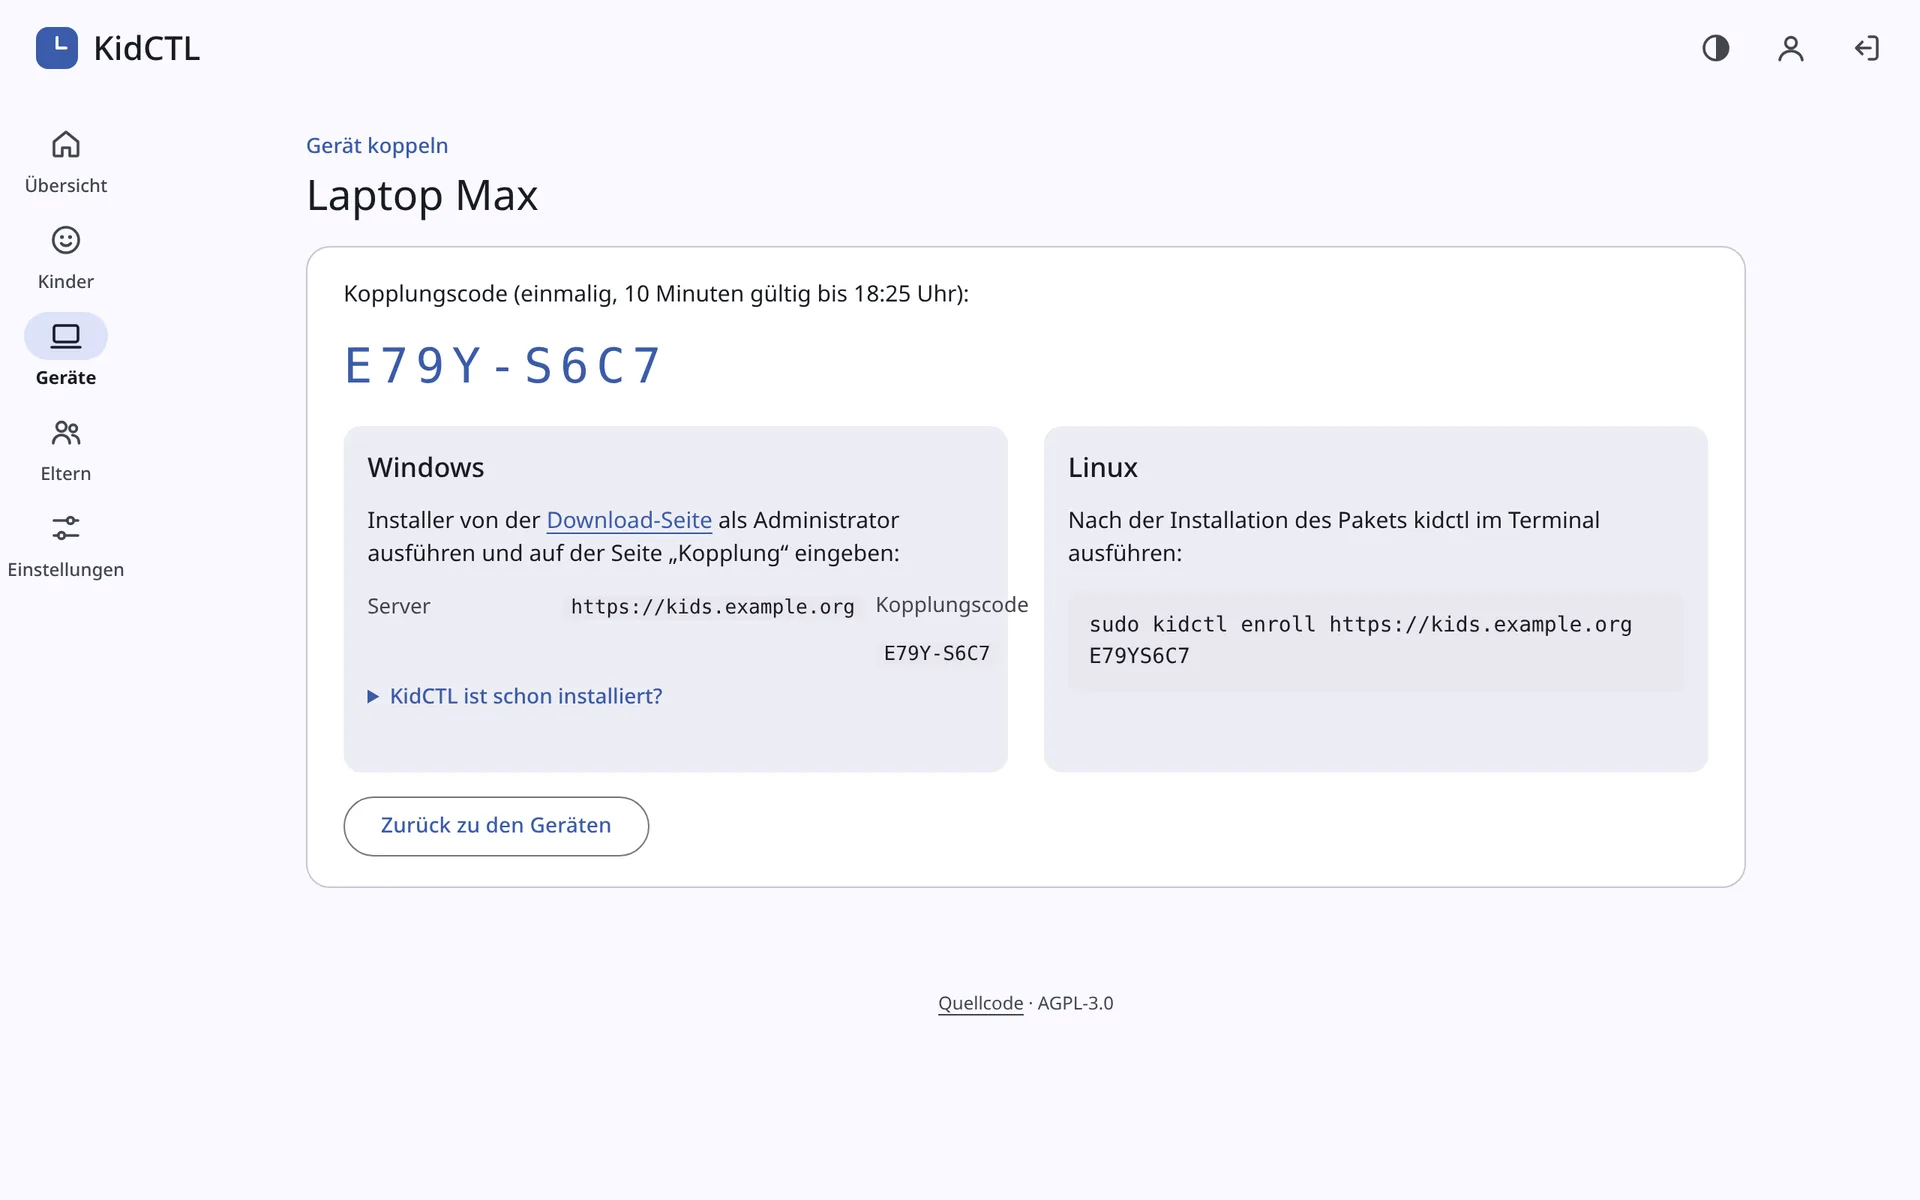 KidCTL
Übersicht
Kinder
Geräte
Eltern
Einstellungen
Gerät koppeln
Laptop Max
Kopplungscode (einmalig, 10 Minuten gültig bis 18:25 Uhr):
E79Y-S6C7
Windows
Installer von der Download-Seite als Administrator
ausführen und auf der Seite „Kopplung“ eingeben:
Server https://kids.example.org Kopplungscode
E79Y-S6C7
▶ KidCTL ist schon installiert?
Linux
Nach der Installation des Pakets kidctl im Terminal
ausführen:
sudo kidctl enroll https://kids.example.org
E79YS6C7
Zurück zu den Geräten
Quellcode · AGPL-3.0